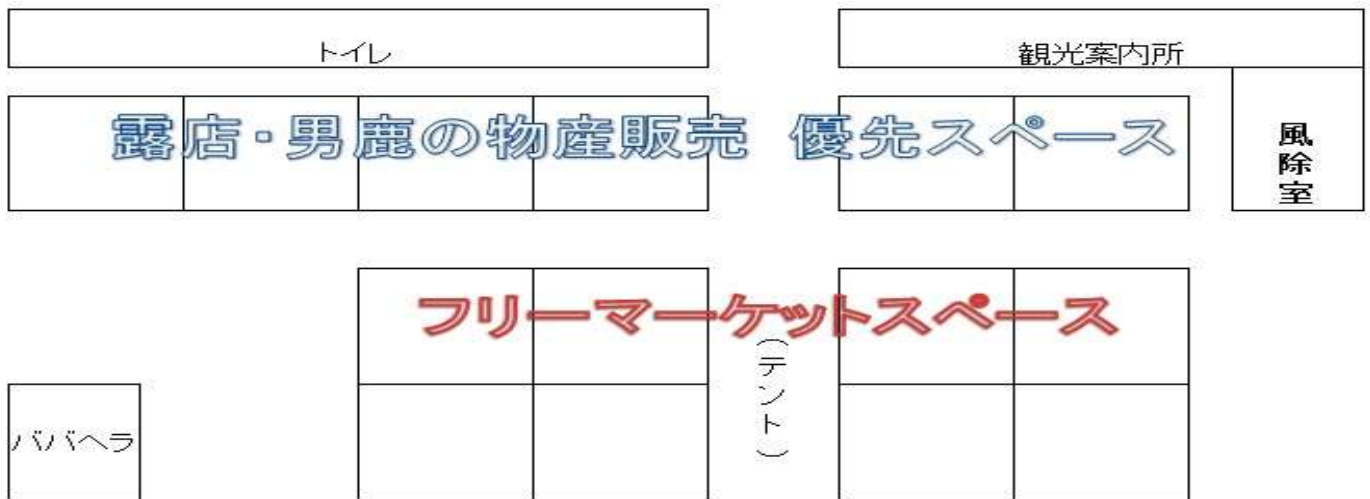 トイレ
観光案内所
露店・男鹿の物産販売 優先スペース
風除室
フリーマーケットスペース
(テント)
ババヘラ